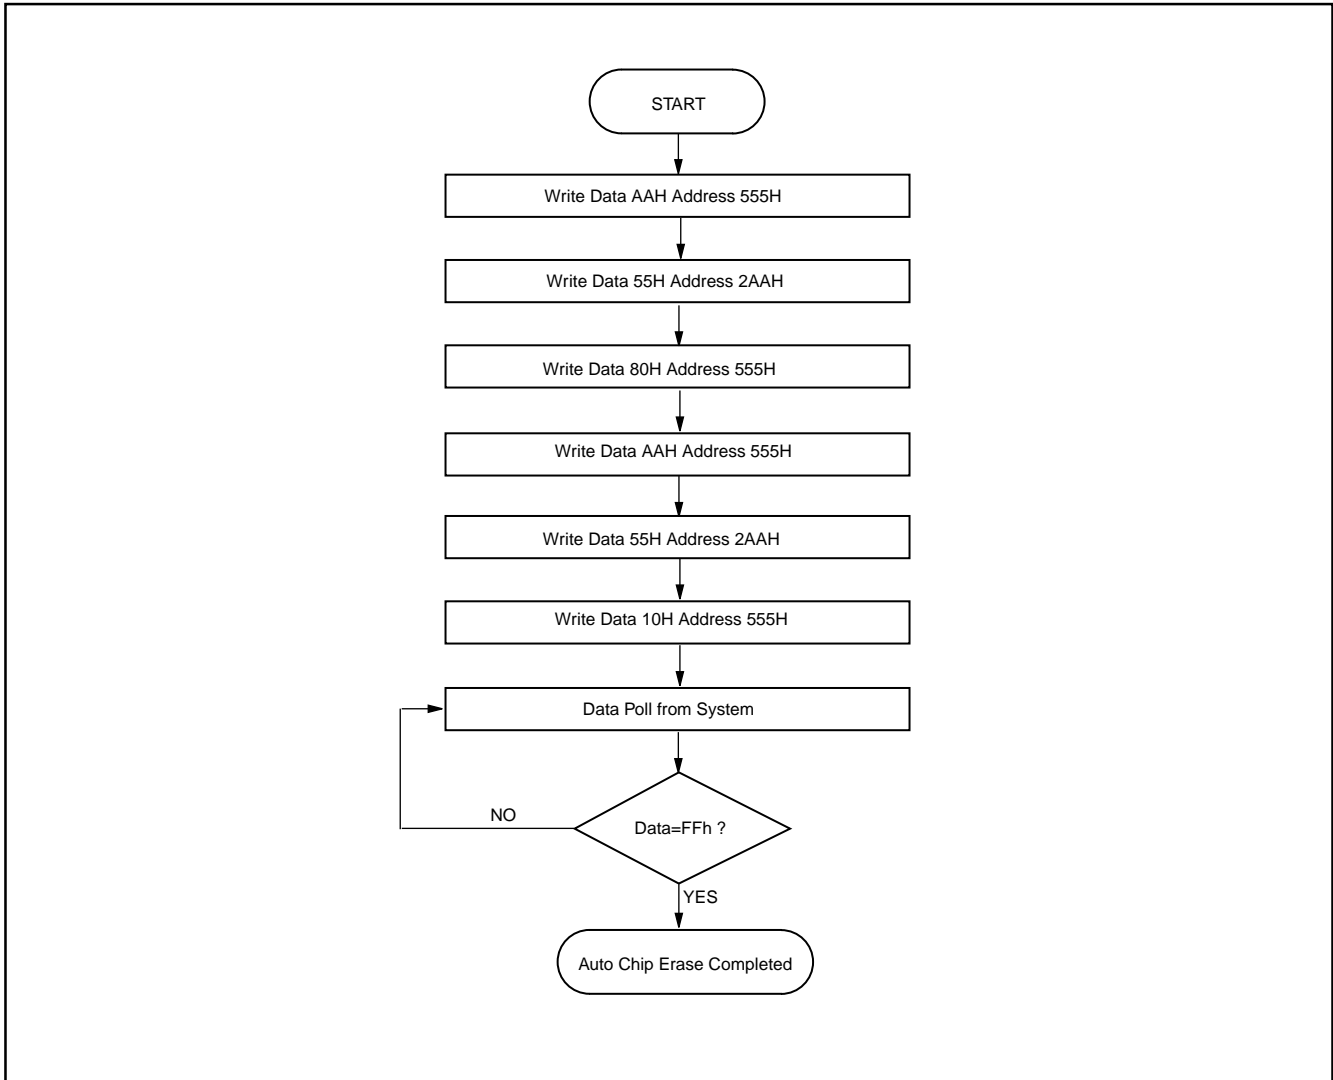 START
Write Data AAH Address 555H
Write Data 55H Address 2AAH
Write Data 80H Address 555H
Write Data AAH Address 555H
Write Data 55H Address 2AAH
Write Data 10H Address 555H
Data Poll from System
NO
Data=FFh ?
YES
Auto Chip Erase Completed